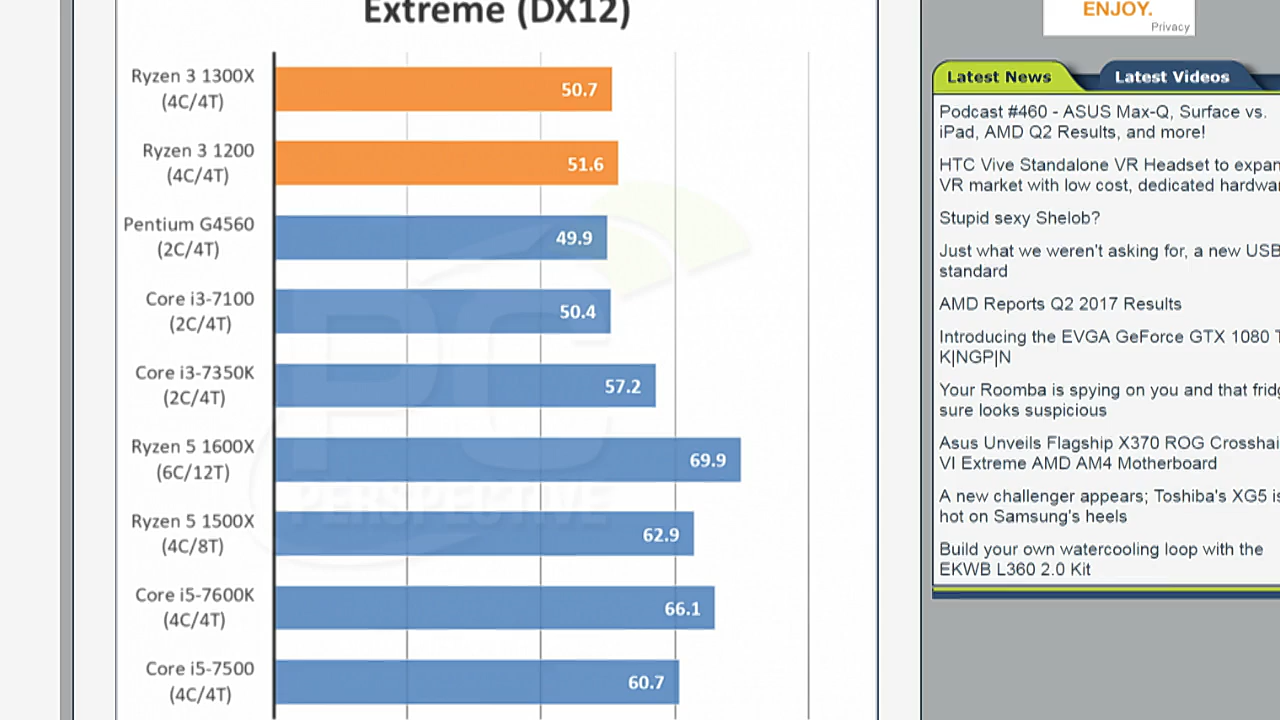 Extreme (DX12)
Ryzen 3 1300X
(4C/4T)
50.7
Ryzen 3 1200
(4C/4T)
51.6
Pentium G4560
(2C/4T)
49.9
Core i3-7100
(2C/4T)
50.4
Core i3-7350K
(2C/4T)
57.2
Ryzen 5 1600X
(6C/12T)
69.9
Ryzen 5 1500X
(4C/8T)
62.9
Core i5-7600K
(4C/4T)
66.1
Core i5-7500
(4C/4T)
60.7
PC
PERSPECTIVE
ENJOY.
Privacy
Latest News
Latest Videos
Podcast #460 - ASUS Max-Q, Surface vs.
iPad, AMD Q2 Results, and more!
HTC Vive Standalone VR Headset to expan
VR market with low cost, dedicated hardwa
Stupid sexy Shelob?
Just what we weren't asking for, a new USB
standard
AMD Reports Q2 2017 Results
Introducing the EVGA GeForce GTX 1080 T
K|NGP|N
Your Roomba is spying on you and that fridg
sure looks suspicious
Asus Unveils Flagship X370 ROG Crosshai
VI Extreme AMD AM4 Motherboard
A new challenger appears; Toshiba's XG5 is
hot on Samsung's heels
Build your own watercooling loop with the
EKWB L360 2.0 Kit